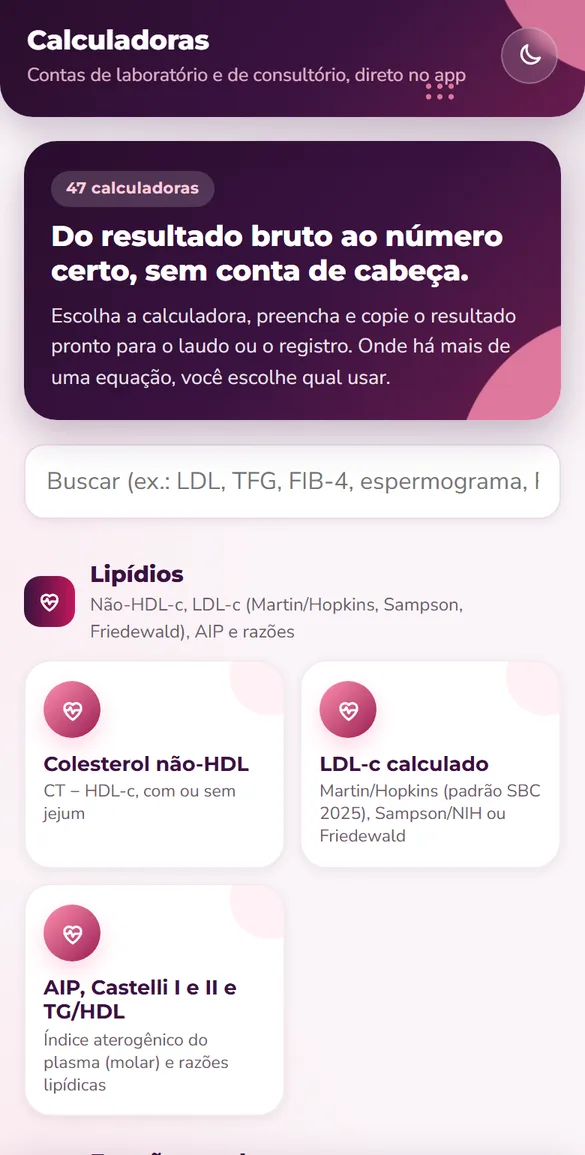 Calculadoras
Contas de laboratório e de consultório, direto no app
47 calculadoras
Do resultado bruto ao número
certo, sem conta de cabeça.
Escolha a calculadora, preencha e copie o resultado
pronto para o laudo ou o registro. Onde há mais de
uma equação, você escolhe qual usar.
Buscar (ex.: LDL, TFG, FIB-4, espermograma,
Lipídios
Não-HDL-c, LDL-c (Martin/Hopkins, Sampson,
Friedewald), AIP e razões
Colesterol não-HDL
CT − HDL-c, com ou sem
jejum
LDL-c calculado
Martin/Hopkins (padrão SBC
2025), Sampson/NIH ou
Friedewald
AIP, Castelli I e II e
TG/HDL
Índice aterogênico do
plasma (molar) e razões
lipídicas